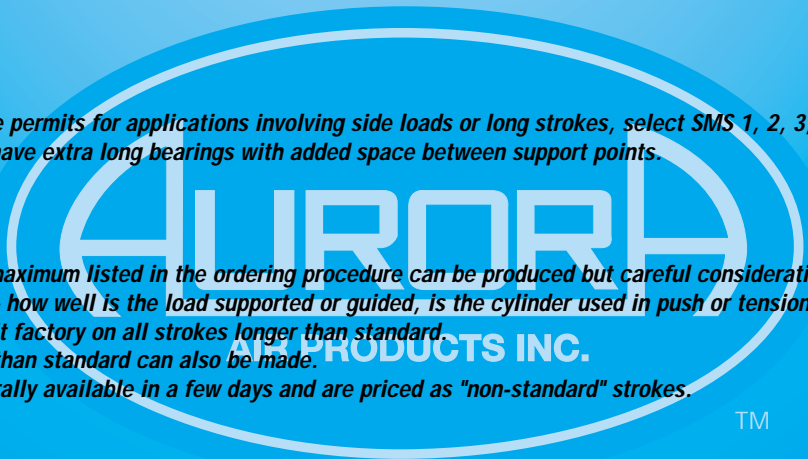 e permits for applications involving side loads or long strokes, select SMS 1, 2, 3,
have extra long bearings with added space between support points.
AURORA
maximum listed in the ordering procedure can be produced but careful considerati
how well is the load supported or guided, is the cylinder used in push or tension
t factory on all strokes longer than standard.
AIR PRODUCTS INC.
than standard can also be made.
rally available in a few days and are priced as "non-standard" strokes.
TM